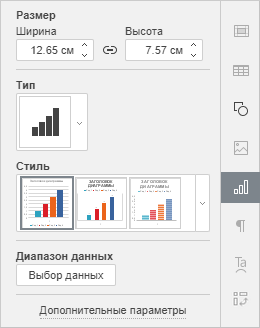 Размер
Ширина Высота
12.65 см 7.57 см
Тип
Стиль
ЗАГОЛОВОК ДИАГРАММЫ
ЗАГОЛОВОК ДИАГРАММЫ
Диапазон данных
Выбор данных
Дополнительные параметры
Ta